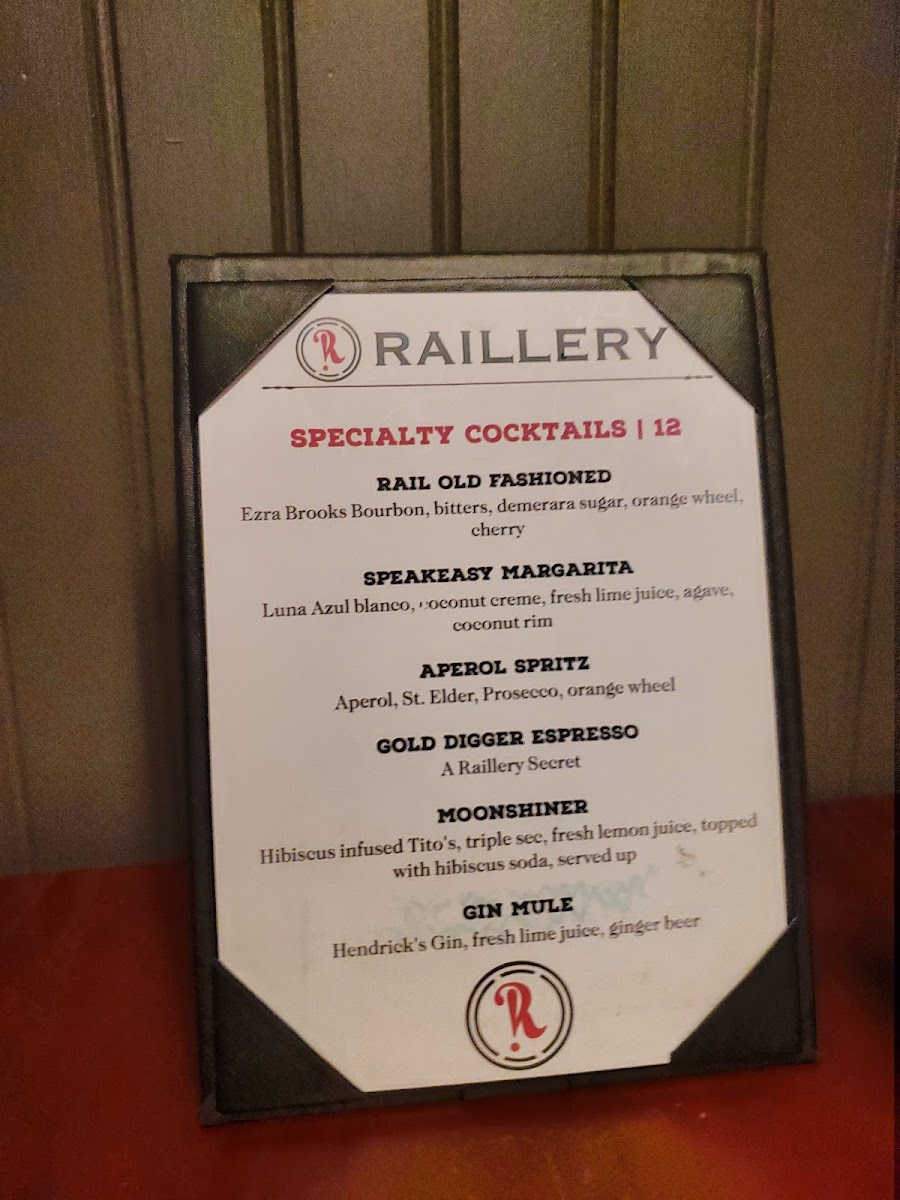 R RAILLERY
SPECIALTY COCKTAILS | 12
RAIL OLD FASHIONED
Ezra Brooks Bourbon, bitters, demerara sugar, orange wheel,
cherry
SPEAKEASY MARGARITA
Luna Azul blanco, coconut creme, fresh lime juice, agave,
coconut rim
APEROL SPRITZ
Aperol, St. Elder, Prosecco, orange wheel
GOLD DIGGER ESPRESSO
A Raillery Secret
MOONSHINER
Hibiscus infused Tito's, triple sec, fresh lemon juice, topped
with hibiscus soda, served up
GIN MULE
Hendrick's Gin, fresh lime juice, ginger beer
R